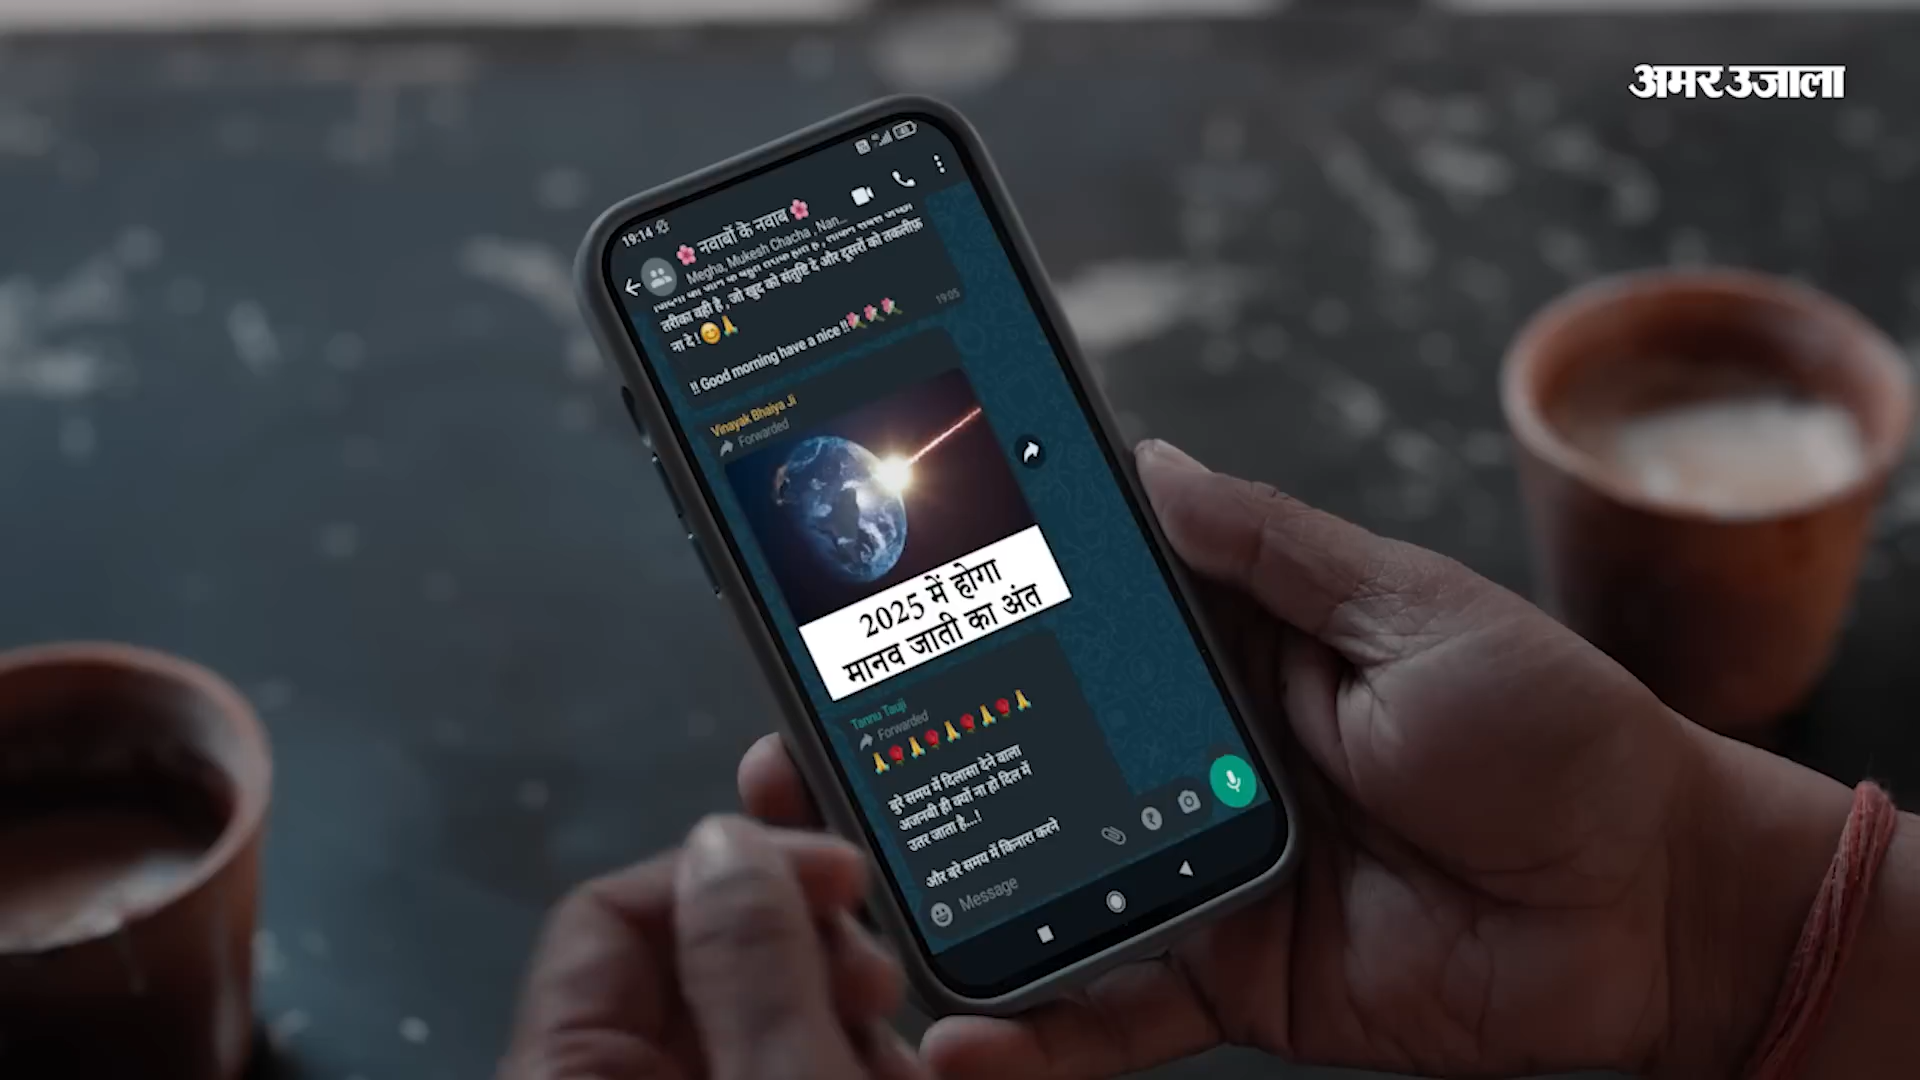 अमर उजाला
19:14
🌸 नवाबों के नवाब 🌸
Megha, Mukesh Chacha , Nan...
तरीका वही है , जो खुद को संतुष्टि दे और दूसरों को तकलीफ़
ना दे ! 😊🙏
!! Good morning have a nice !!
19:05
Vinayak Bhaiya Ji
Forwarded
2025 में होगा
मानव जाती का अंत
Tannu Tauji
Forwarded
🙏🌹🙏🌹🙏🌹🙏🌹🙏
बुरे समय में दिलासा देने वाला
अजनबी ही क्यों ना हो दिल में
उतर जाता है...!
और बुरे समय में किनारा करने
Message